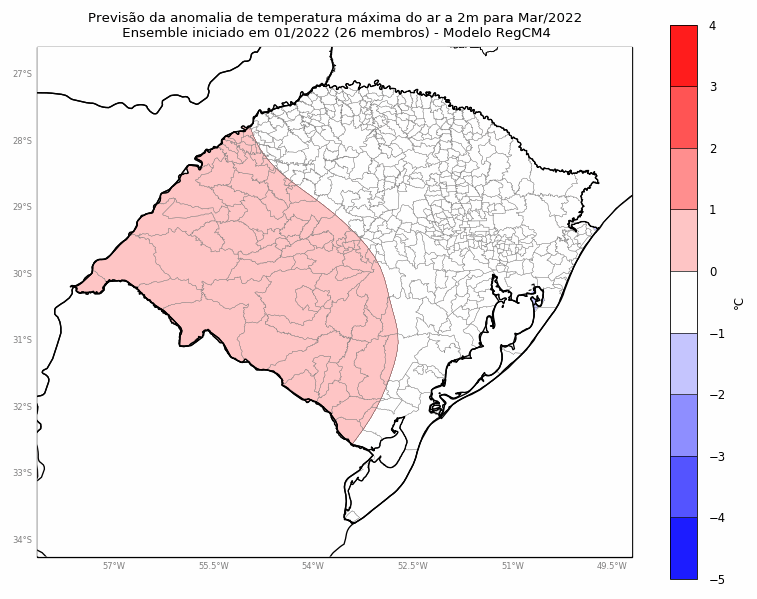 Previsão da anomalia de temperatura máxima do ar a 2m para Mar/2022
Ensemble iniciado em 01/2022 (26 membros) - Modelo RegCM4
27°S
28°S
29°S
30°S
31°S
32°S
33°S
34°S
57°W 55.5°W 54°W 52.5°W 51°W 49.5°W
4
3
2
1
0
−1
−2
−3
−4
−5
°C